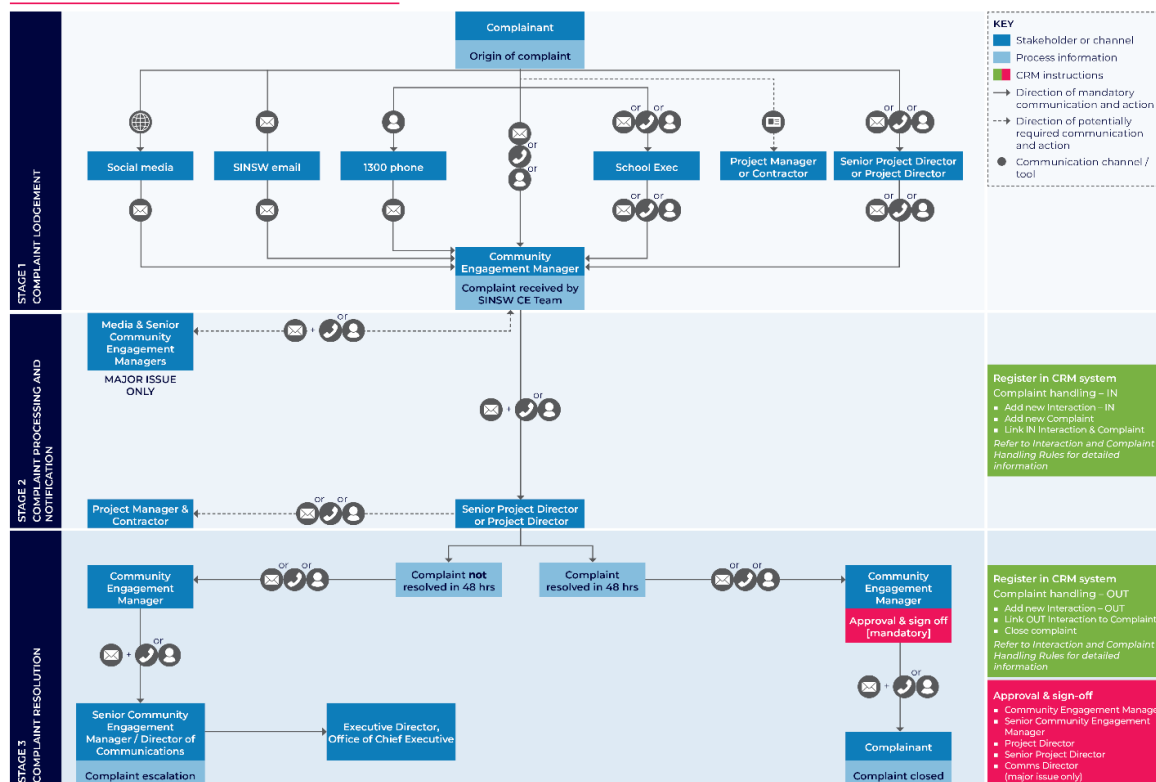 Complainant
Origin of complaint
KEY
Stakeholder or channel
Process information
CRM instructions
Direction of mandatory
communication and action
Direction of potentially
required communication
and action
Communication channel /
tool
STAGE 1
COMPLAINT LODGEMENT
or
or
or or
or or
Social media
SINSW email
1300 phone
School Exec
Project Manager
or Contractor
Senior Project Director
or Project Director
or or
or or
Community
Engagement Manager
Complaint received by
SINSW CE Team
STAGE 2
COMPLAINT PROCESSING AND
NOTIFICATION
Media & Senior
Community
Engagement
Managers
MAJOR ISSUE
ONLY
+ or
+ or
Register in CRM system
Complaint handling – IN
▪ Add new Interaction – IN
▪ Add new Complaint
▪ Link IN Interaction & Complaint
Refer to Interaction and Complaint
Handling Rules for detailed
information
Project Manager &
Contractor
or or
Senior Project Director
or Project Director
STAGE 3
COMPLAINT RESOLUTION
Community
Engagement
Manager
or or
Complaint not
resolved in 48 hrs
Complaint
resolved in 48 hrs
or or
Community
Engagement
Manager
Approval & sign off
[mandatory]
+ or
+ or
Senior Community
Engagement
Manager / Director of
Communications
Complaint escalation
Executive Director,
Office of Chief Executive
Complainant
Complaint closed
Register in CRM system
Complaint handling – OUT
▪ Add new Interaction – OUT
▪ Link OUT Interaction to Complaint
▪ Close complaint
Refer to Interaction and Complaint
Handling Rules for detailed
information
Approval & sign-off
▪ Community Engagement Manage
▪ Senior Community Engagement
Manager
▪ Project Director
▪ Senior Project Director
▪ Comms Director
(major issue only)